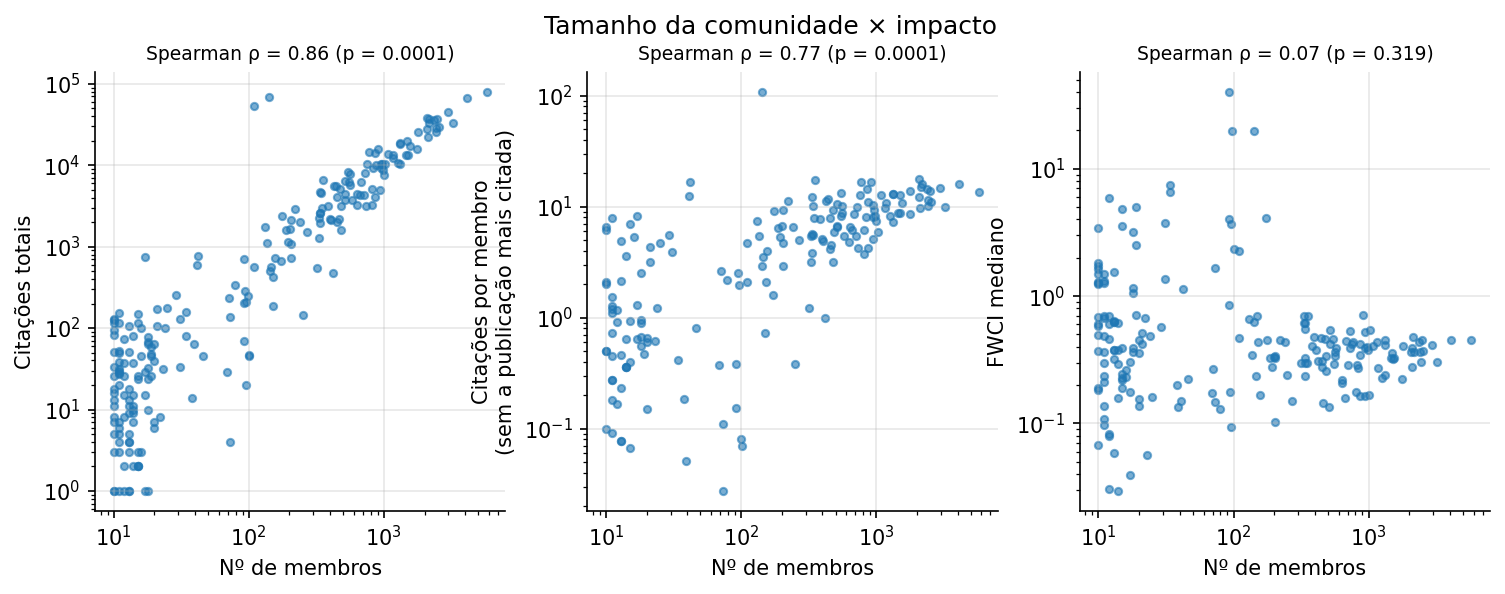 Tamanho da comunidade × impacto
Spearman ρ = 0.86 (p = 0.0001)
Citações totais
10⁵
10⁴
10³
10²
10¹
10⁰
10¹
10²
10³
Nº de membros
Spearman ρ = 0.77 (p = 0.0001)
Citações por membro
(sem a publicação mais citada)
10²
10¹
10⁰
10⁻¹
10¹
10²
10³
Nº de membros
Spearman ρ = 0.07 (p = 0.319)
FWCI mediano
10¹
10⁰
10⁻¹
10¹
10²
10³
Nº de membros